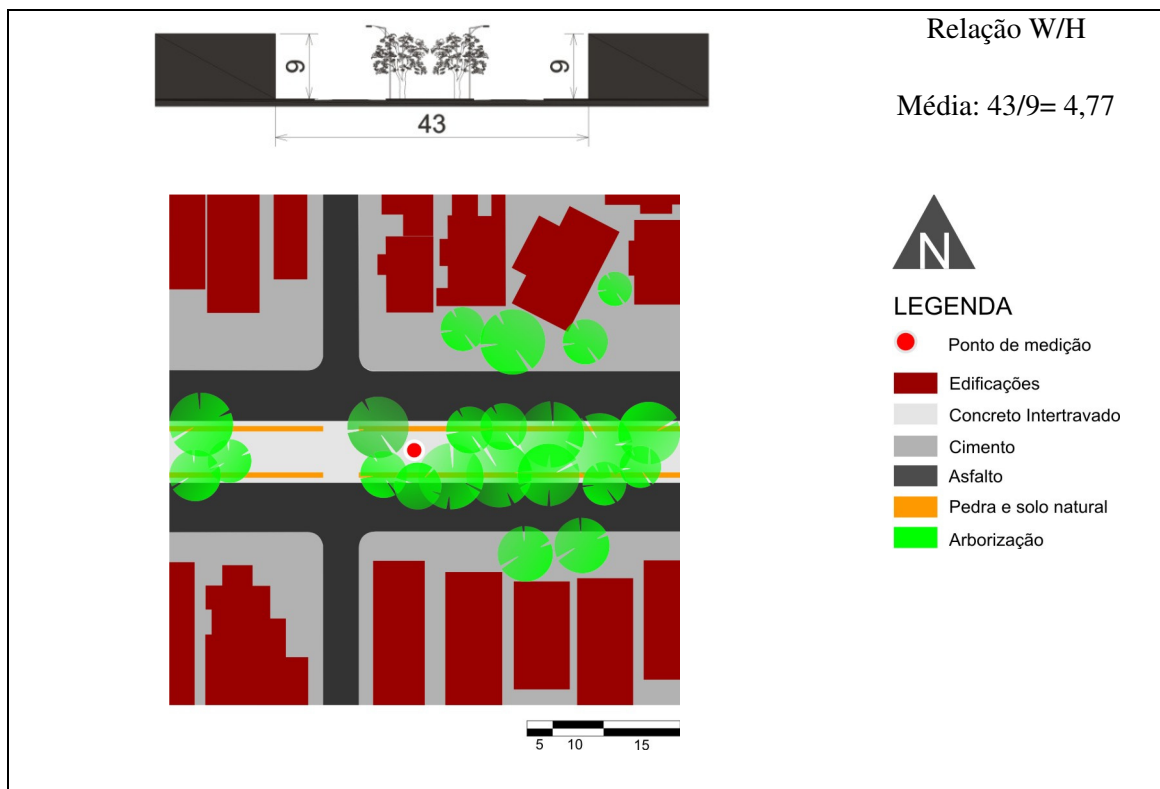 Relação W/H
9
9
43
Média: 43/9= 4,77
N
LEGENDA
Ponto de medição
Edificações
Concreto Intertravado
Cimento
Asfalto
Pedra e solo natural
Arborização
5 10 15